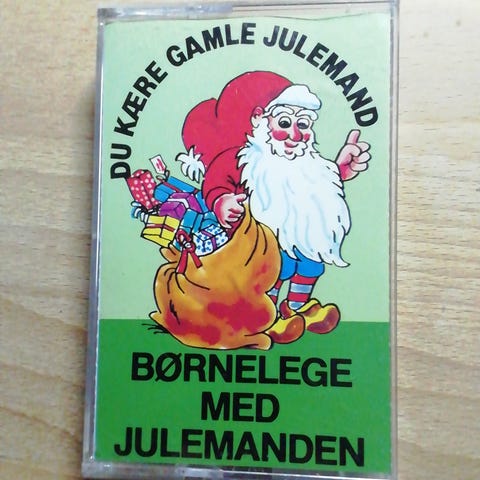 DU KÆRE GAMLE JULEMAND
BØRNELEGE
MED
JULEMANDEN